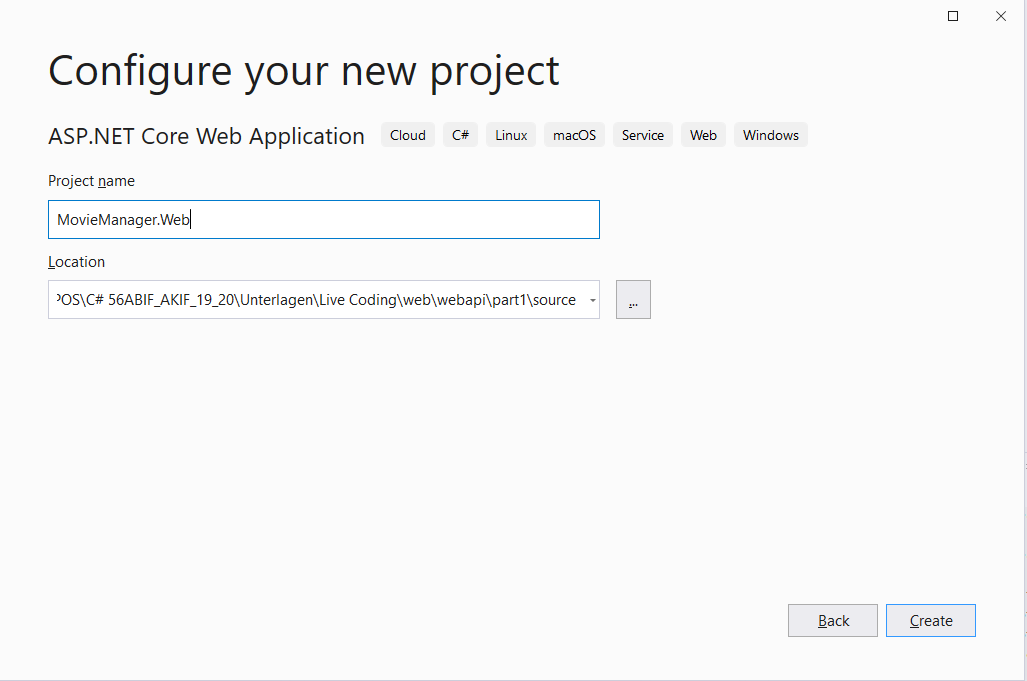 Configure your new project
ASP.NET Core Web Application Cloud C# Linux macOS Service Web Windows
Project name
MovieManager.Web
Location
POS\C# 56ABIF_AKIF_19_20\Unterlagen\Live Coding\web\webapi\part1\source
...
Back Create